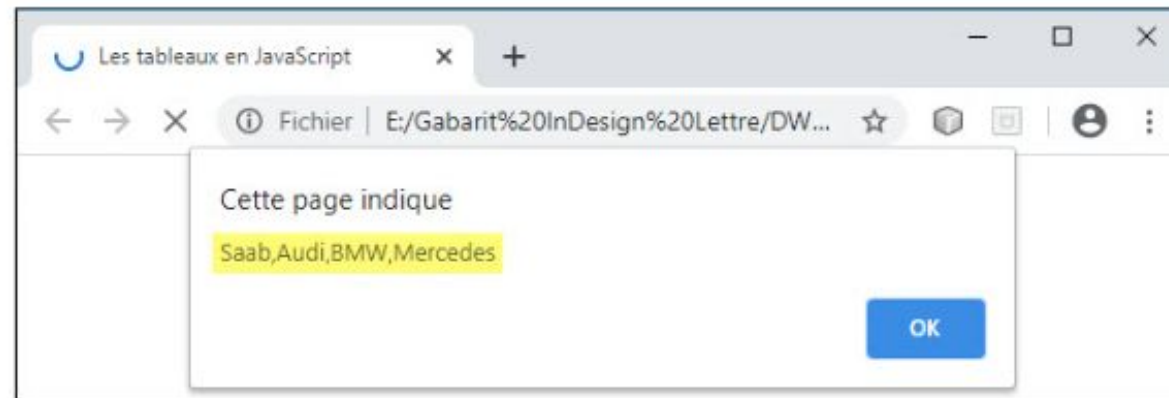 Les tableaux en JavaScript
Fichier E:/Gabarit%20InDesign%20Lettre/DW...
Cette page indique
Saab,Audi,BMW,Mercedes
OK